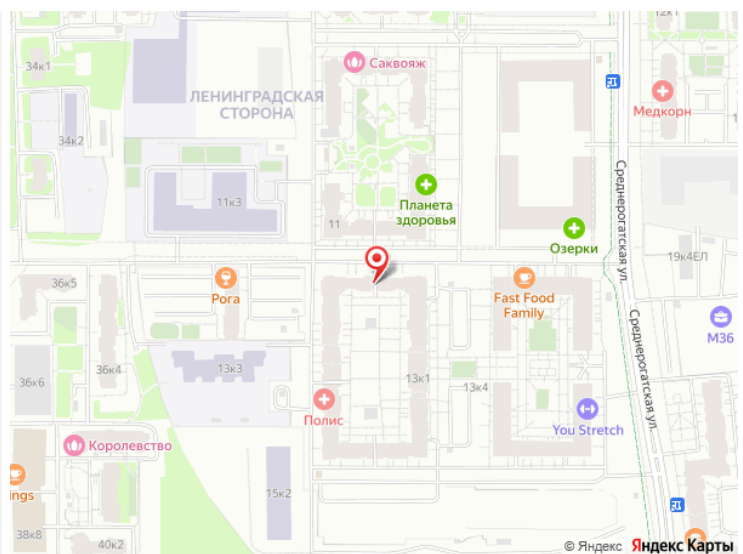 12к1
34к1
Саквояж
ЛЕНИНГРАДСКАЯ
СТОРОНА
Медкорн
34к2
11к3
Планета
здоровья
11
Озерки
Среднерогатская ул.
19к4ЕЛ
36к5
Рога
Fast Food
Family
М36
13к3
36к4
36к6
13к1
13к4
Полис
You Stretch
Среднерогатская ул.
Королевство
ings
15к2
38к8
40к2
© Яндекс Яндекс Карты